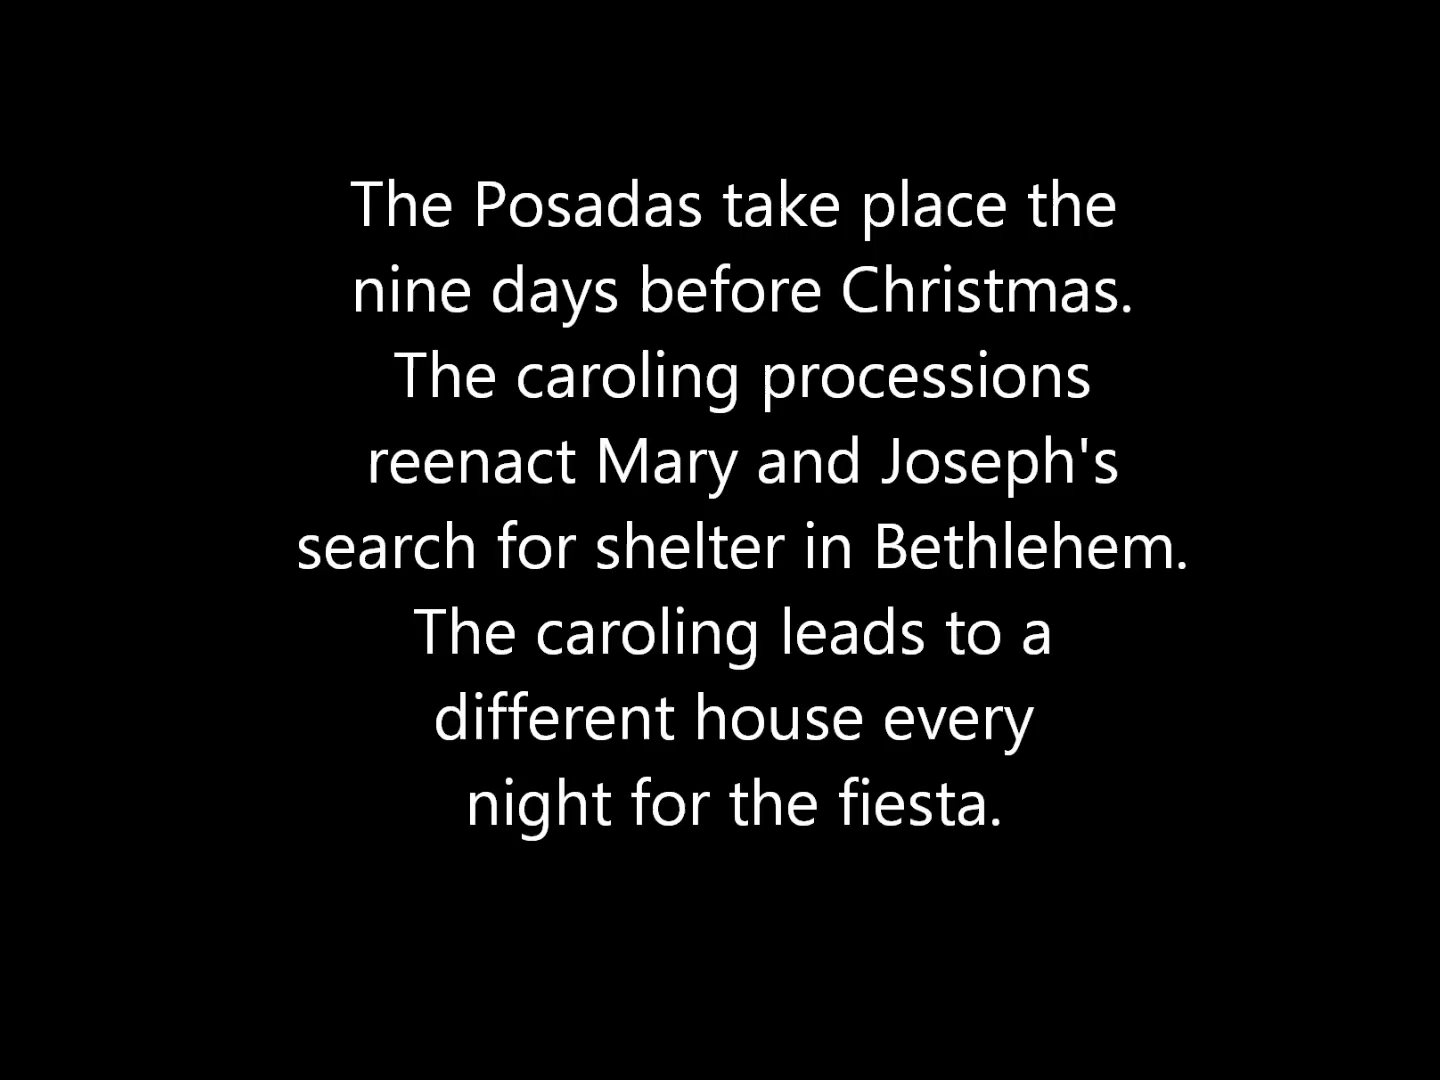 The Posadas take place the
nine days before Christmas.
The caroling processions
reenact Mary and Joseph's
search for shelter in Bethlehem.
The caroling leads to a
different house every
night for the fiesta.